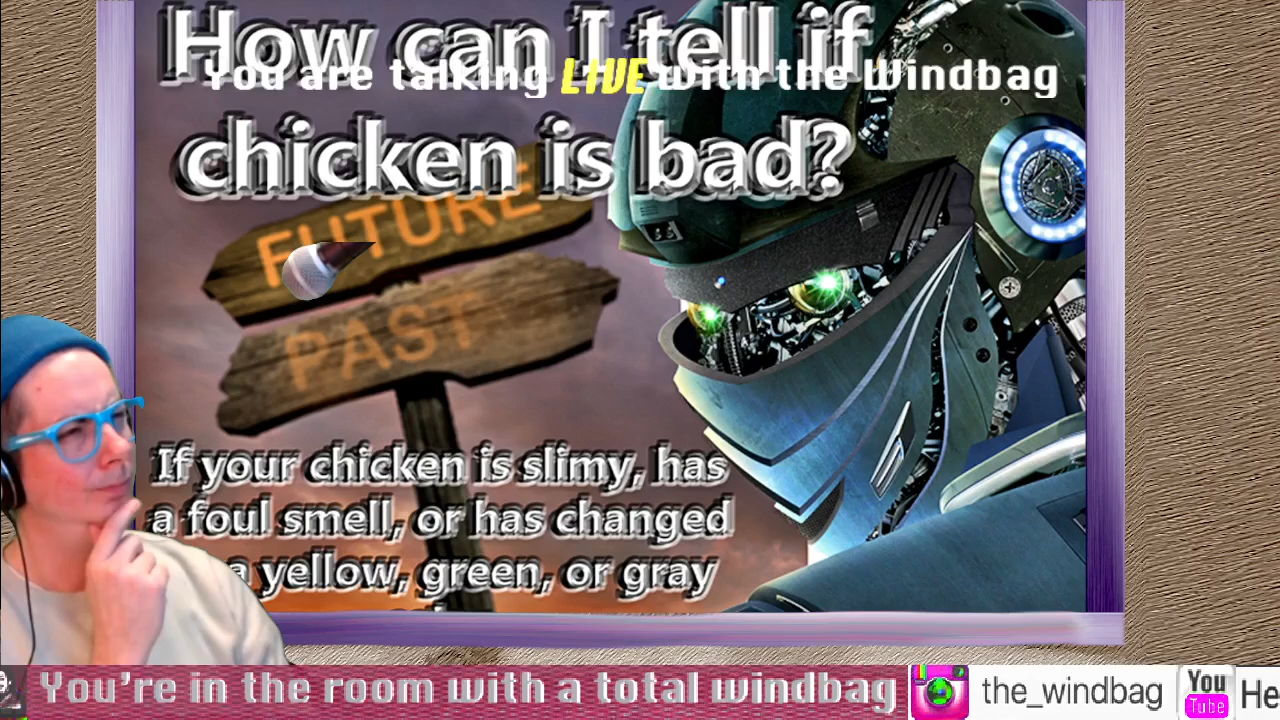 How can I tell if
You are talking LIVE with the Windbag
chicken is bad?
FUTURE
PAST
If your chicken is slimy, has
a foul smell, or has changed
a yellow, green, or gray
You're in the room with a total windbag
the_windbag
You
Tube
He